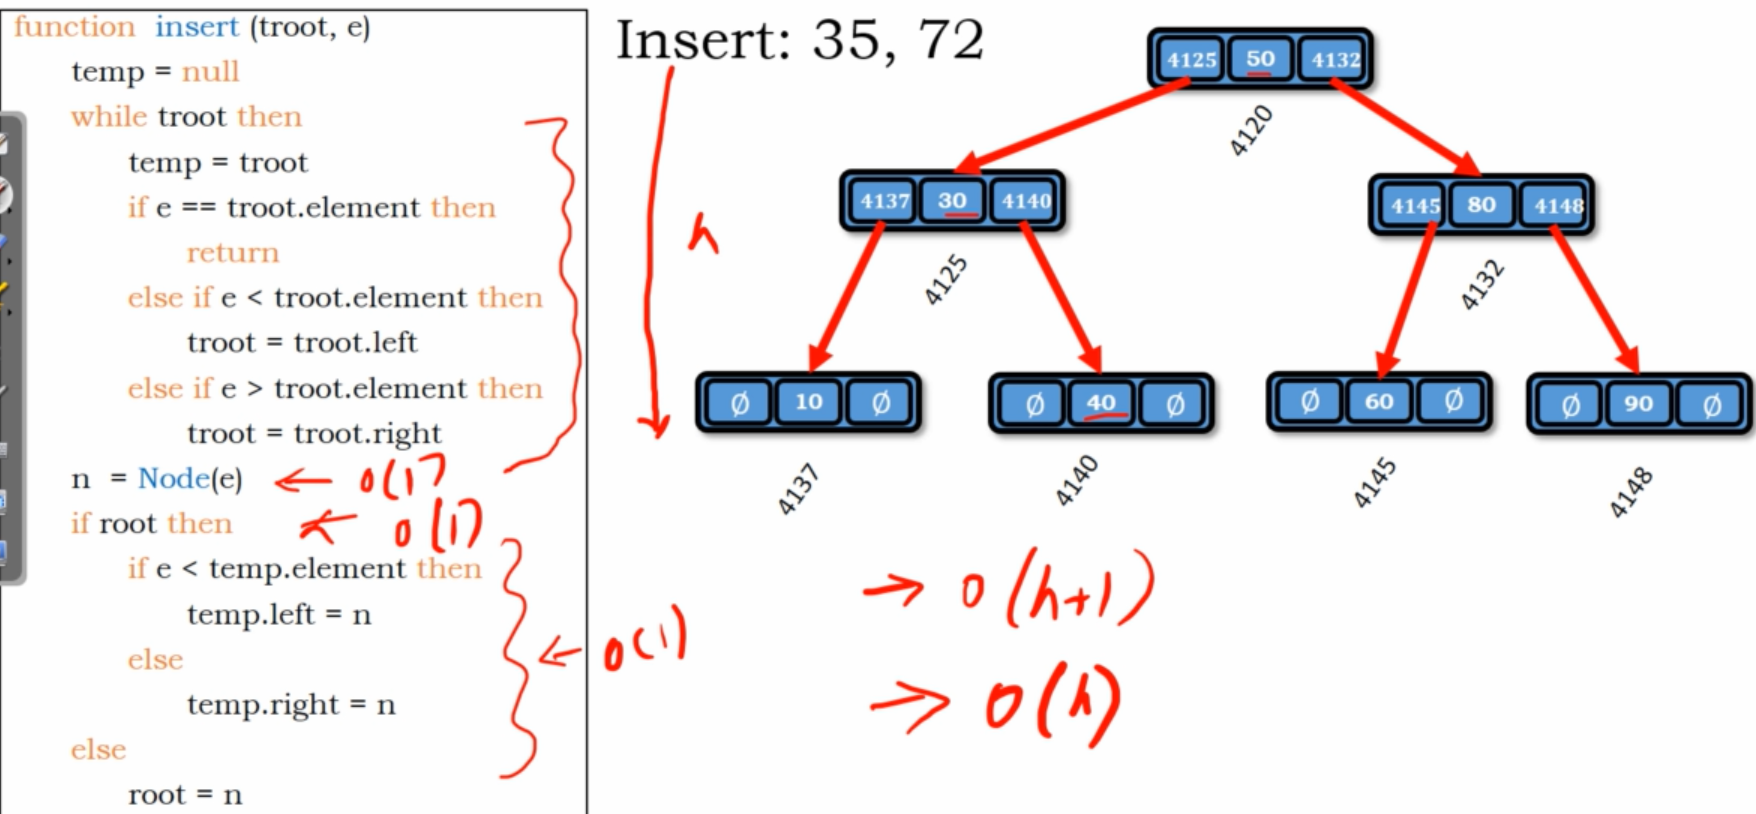 function insert (troot, e)
temp = null
while troot then
temp = troot
if e == troot.element then
return
else if e < troot.element then
troot = troot.left
else if e > troot.element then
troot = troot.right
n = Node(e) ← O(1)
if root then ← O(1)
if e < temp.element then
temp.left = n
else
temp.right = n
← O(1)
else
root = n
Insert: 35, 72
h
4125 50 4132
4120
4137 30 4140
4125
4145 80 4148
4132
∅ 10 ∅
4137
∅ 40 ∅
4140
∅ 60 ∅
4145
∅ 90 ∅
4148
→ O(h+1)
→ O(h)